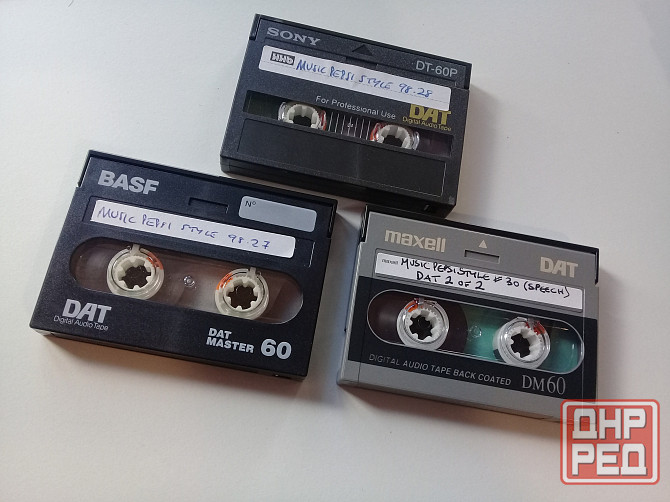 SONY
DT-60P
MUSIC PEPSI STYLE 98.28
For Professional Use
DAT
Digital Audio Tape
BASF
N°
MUSIC PEPSI STYLE 98.27
DAT
Digital Audio Tape
DAT
MASTER 60
maxell
DAT
maxell
MUSIC PEPSI STYLE # 30 (SPEECH)
DAT 2 OF 2
DIGITAL AUDIO TAPE BACK COATED
DM60
ДНР
РЕД